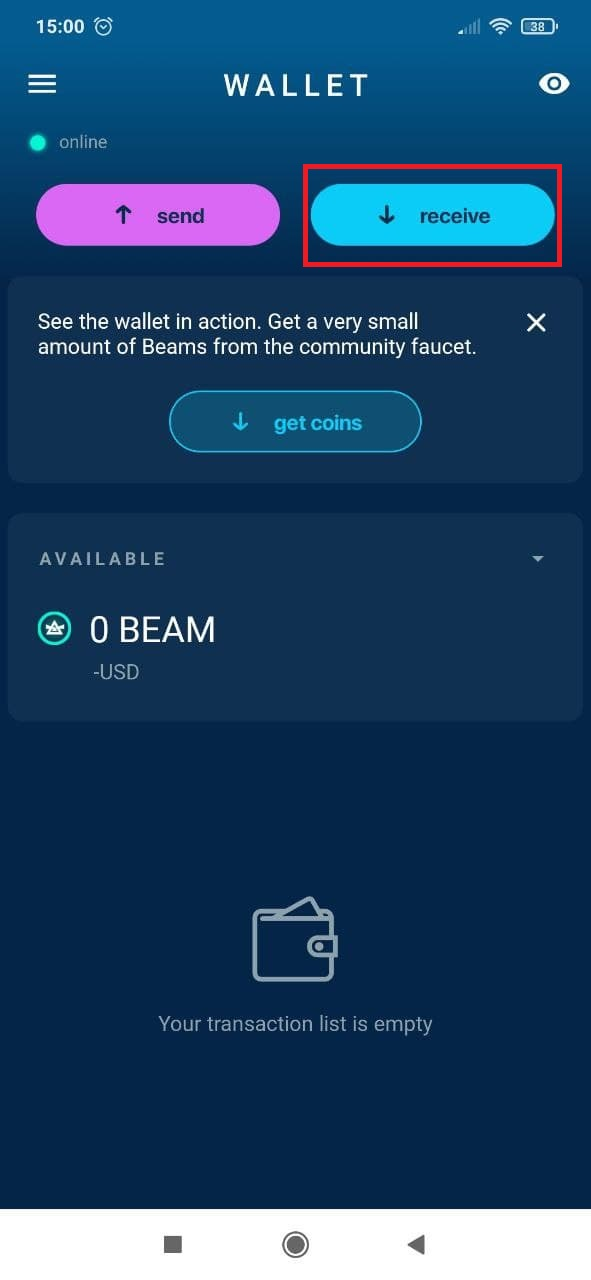 15:00
38
WALLET
online
send
receive
See the wallet in action. Get a very small
amount of Beams from the community faucet.
get coins
AVAILABLE
0 BEAM
-USD
Your transaction list is empty